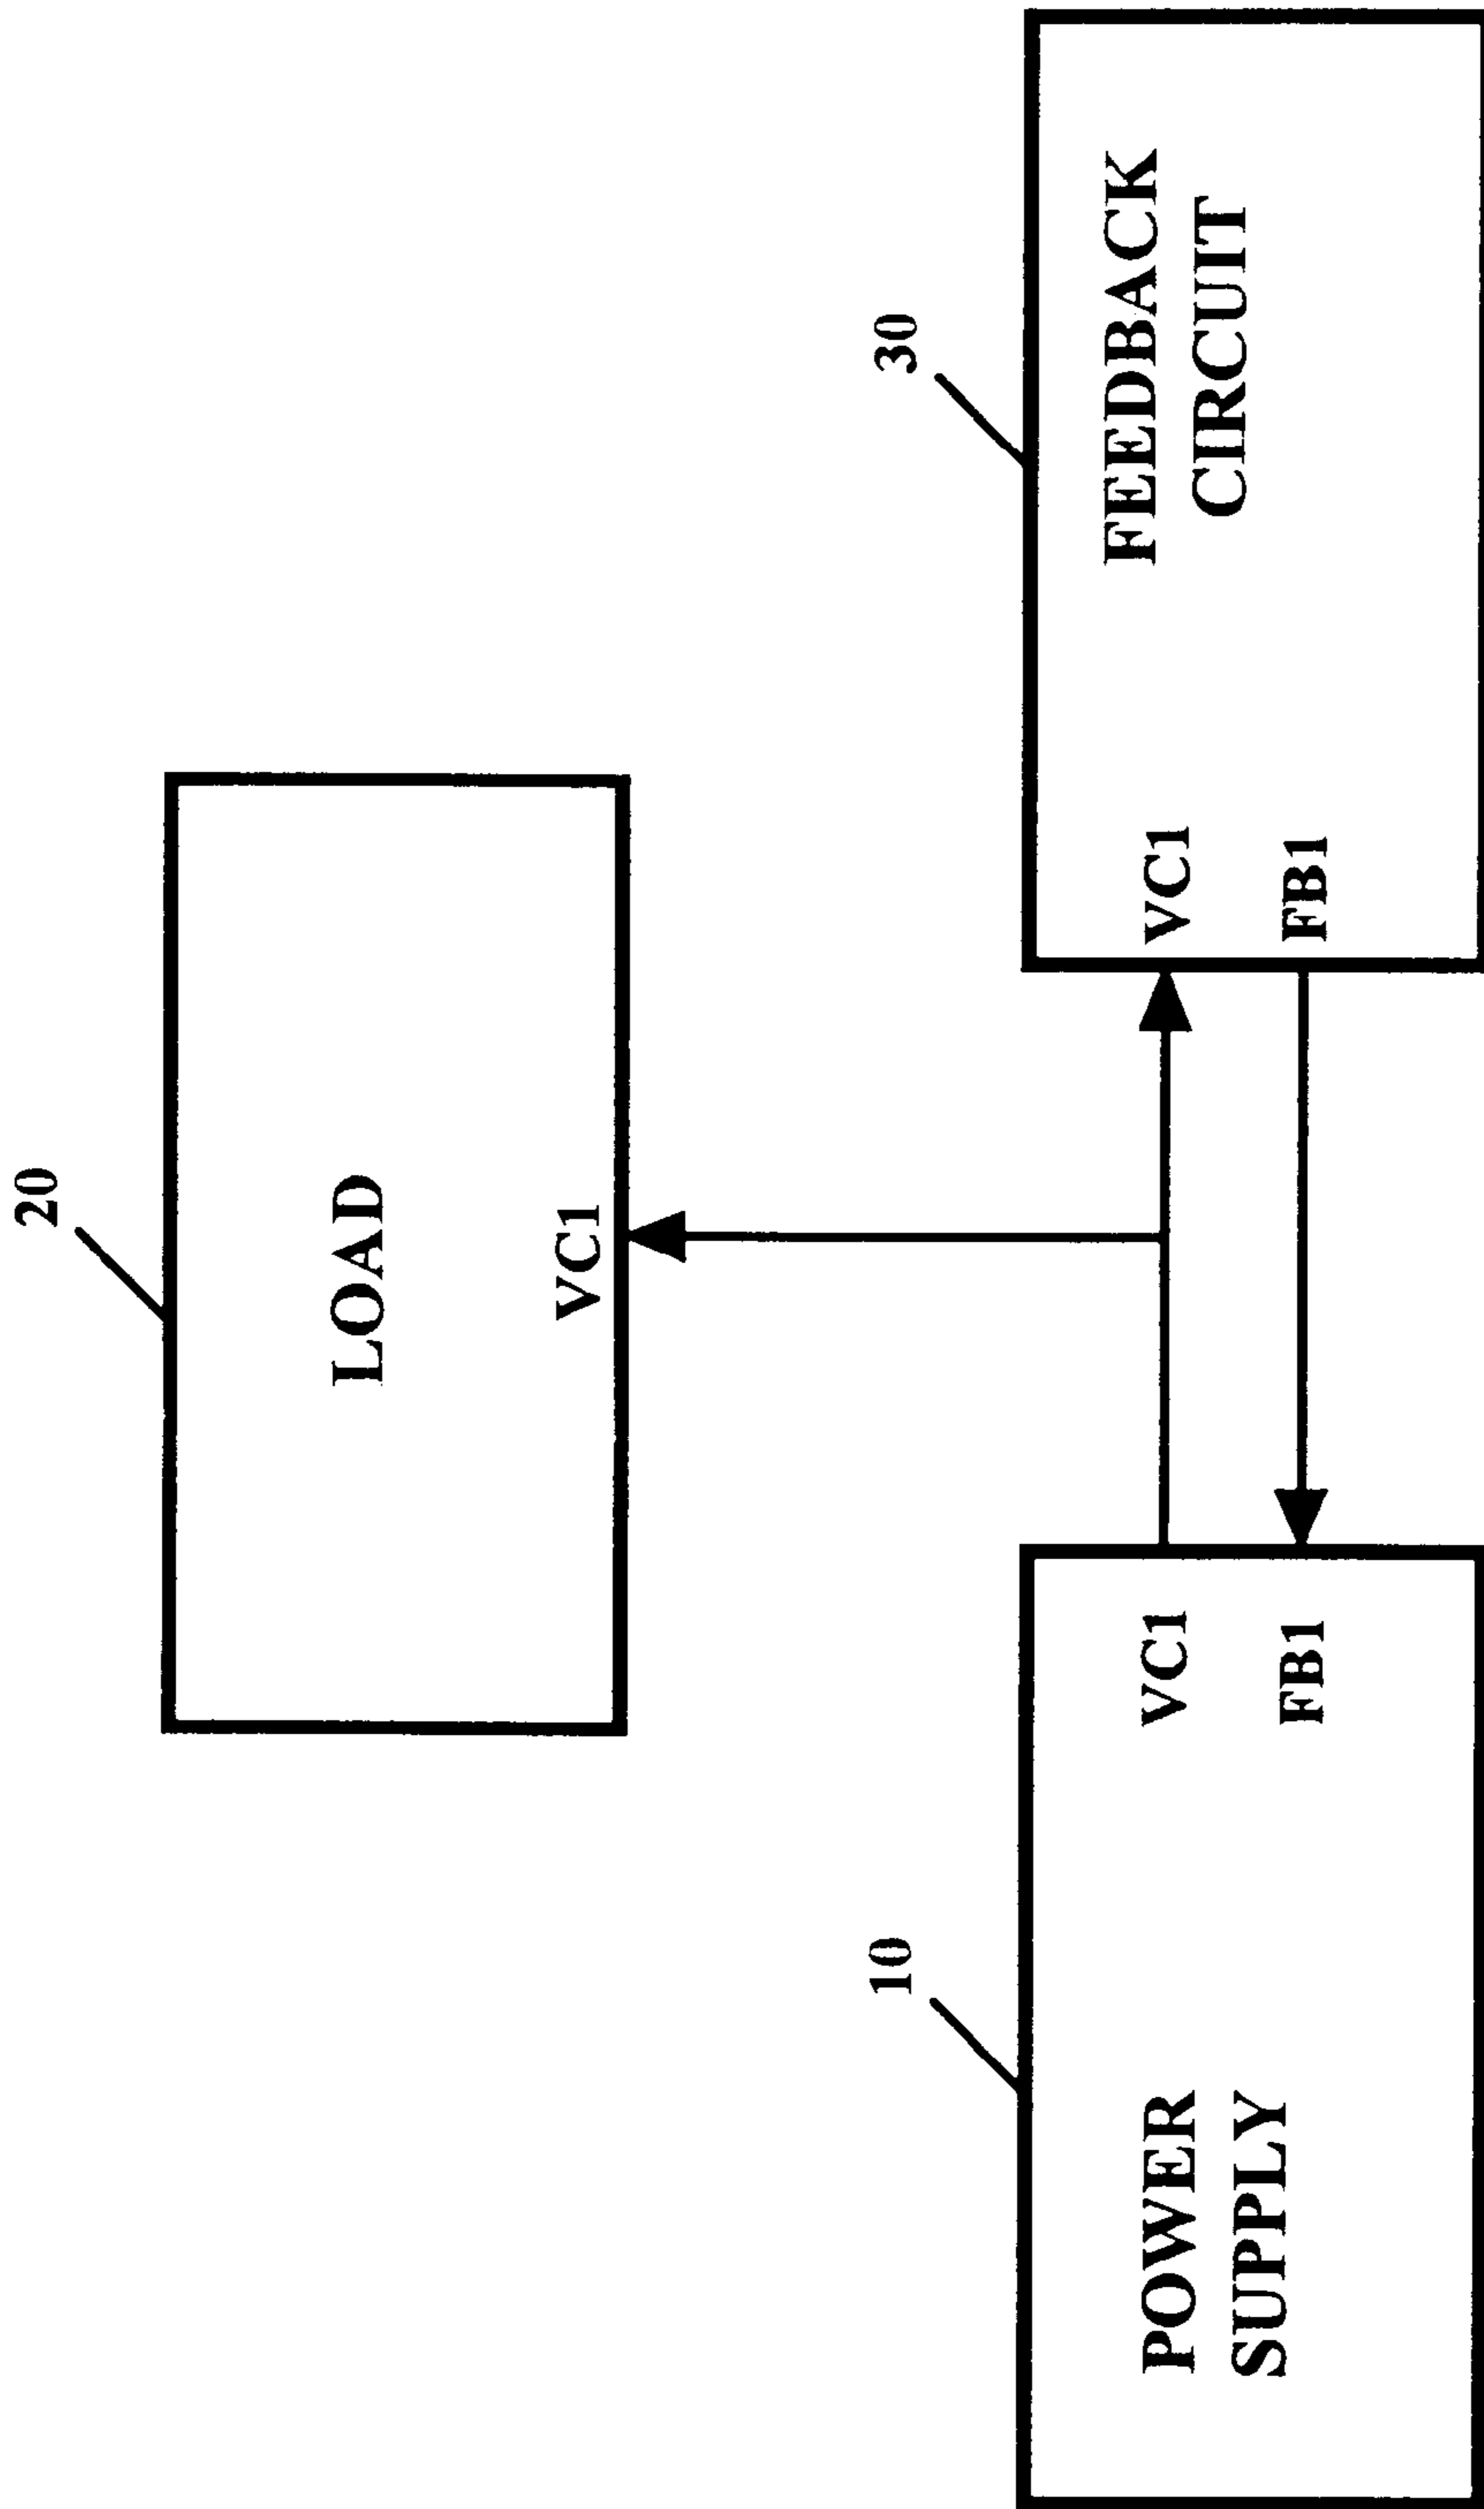 20
LOAD
VC1
10
POWER
SUPPLY
VC1
FB1
30
FEEDBACK
CIRCUIT
VC1
FB1